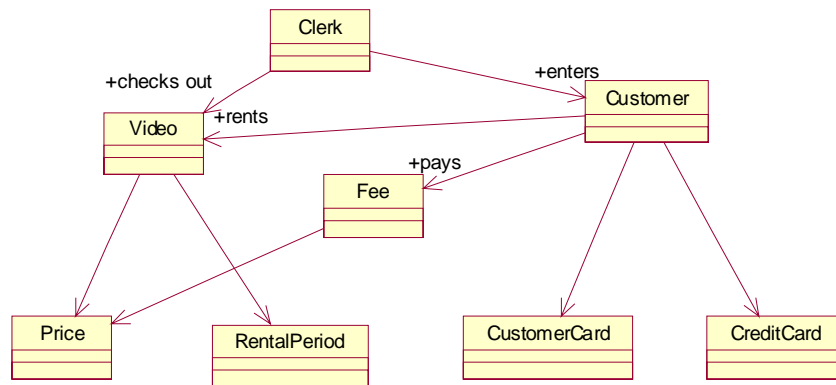 Clerk
+checks out
+enters
Customer
Video
+rents
+pays
Fee
Price
RentalPeriod
CustomerCard
CreditCard